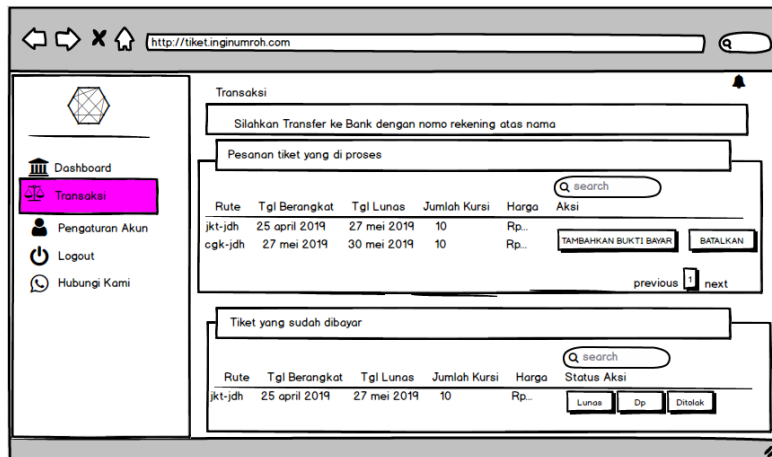 http://tiket.inginumroh.com
Dashboard
Transaksi
Pengaturan Akun
Logout
Hubungi Kami
Transaksi
Silahkan Transfer ke Bank dengan nomo rekening atas nama
Pesanan tiket yang di proses
search
Rute Tgl Berangkat Tgl Lunas Jumlah Kursi Harga Aksi
jkt-jdh 25 april 2019 27 mei 2019 10 Rp...
cgk-jdh 27 mei 2019 30 mei 2019 10 Rp...
TAMBAHKAN BUKTI BAYAR BATALKAN
previous 1 next
Tiket yang sudah dibayar
search
Rute Tgl Berangkat Tgl Lunas Jumlah Kursi Harga Status Aksi
jkt-jdh 25 april 2019 27 mei 2019 10 Rp...
Lunas Dp Ditolak